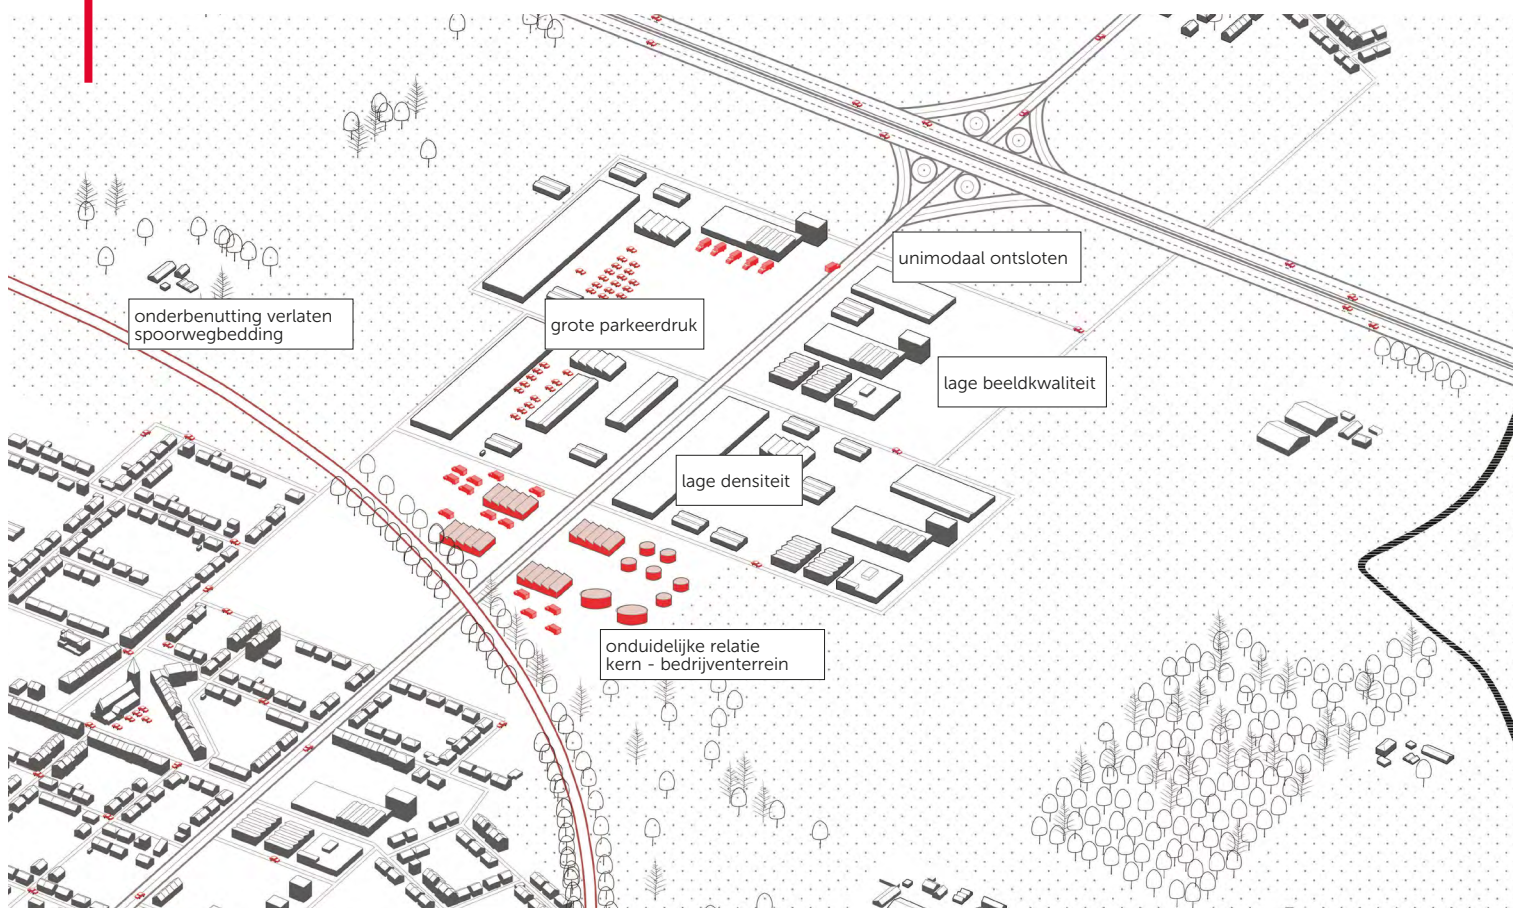 unimodaal ontsloten
onderbenutting verlaten
spoorwegbedding
grote parkeerdruk
lage beeldkwaliteit
lage densiteit
onduidelijke relatie
kern - bedrijventerrein